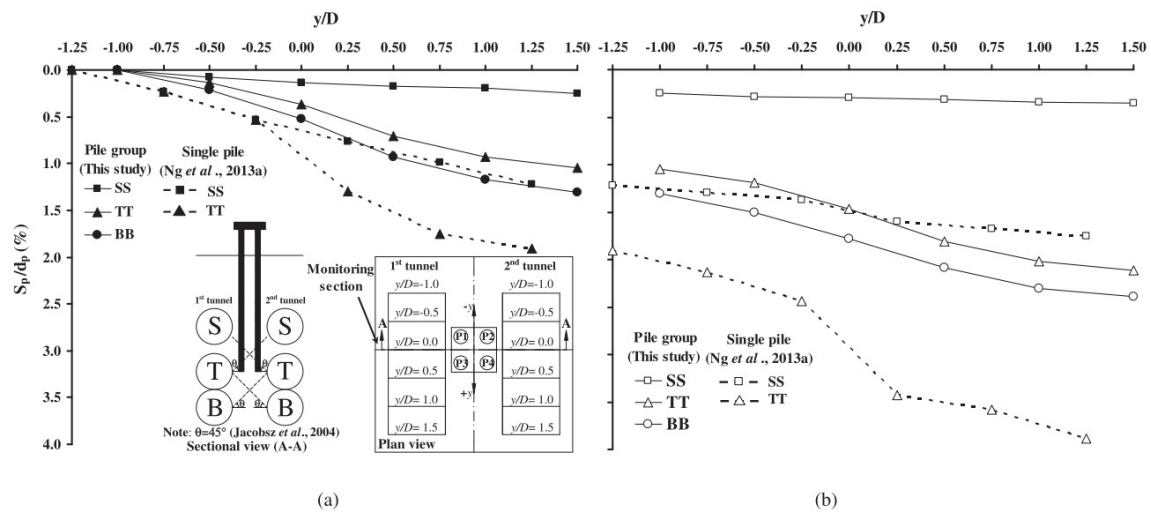 y/D
-1.25 -1.00 -0.50 -0.25 0.00 0.25 0.50 0.75 1.00 1.25 1.50
0.0
0.5
1.0
1.5
2.0
2.5
3.0
3.5
4.0
Sp/dp (%)
Pile group
(This study)
Single pile
(Ng et al ., 2013a)
SS
TT
BB
SS
TT
Monitoring
section
1st tunnel
2nd tunnel
S
S
T
T
B
B
θ
θ
θ
θ
Note: θ=45° (Jacobsz et al., 2004)
Sectional view (A-A)
1st tunnel
2nd tunnel
y/D=-1.0
y/D=-1.0
y/D=-0.5
-y
y/D=-0.5
A
A
y/D= 0.0
P1
P2
y/D= 0.0
y/D= 0.5
P3
P4
y/D= 0.5
+y
y/D= 1.0
y/D= 1.0
y/D= 1.5
y/D= 1.5
Plan view
(a)
y/D
-1.25 -1.00 -0.50 -0.25 0.00 0.25 0.50 0.75 1.00 1.50
Pile group
(This study)
Single pile
(Ng et al ., 2013a)
SS
TT
BB
SS
TT
(b)